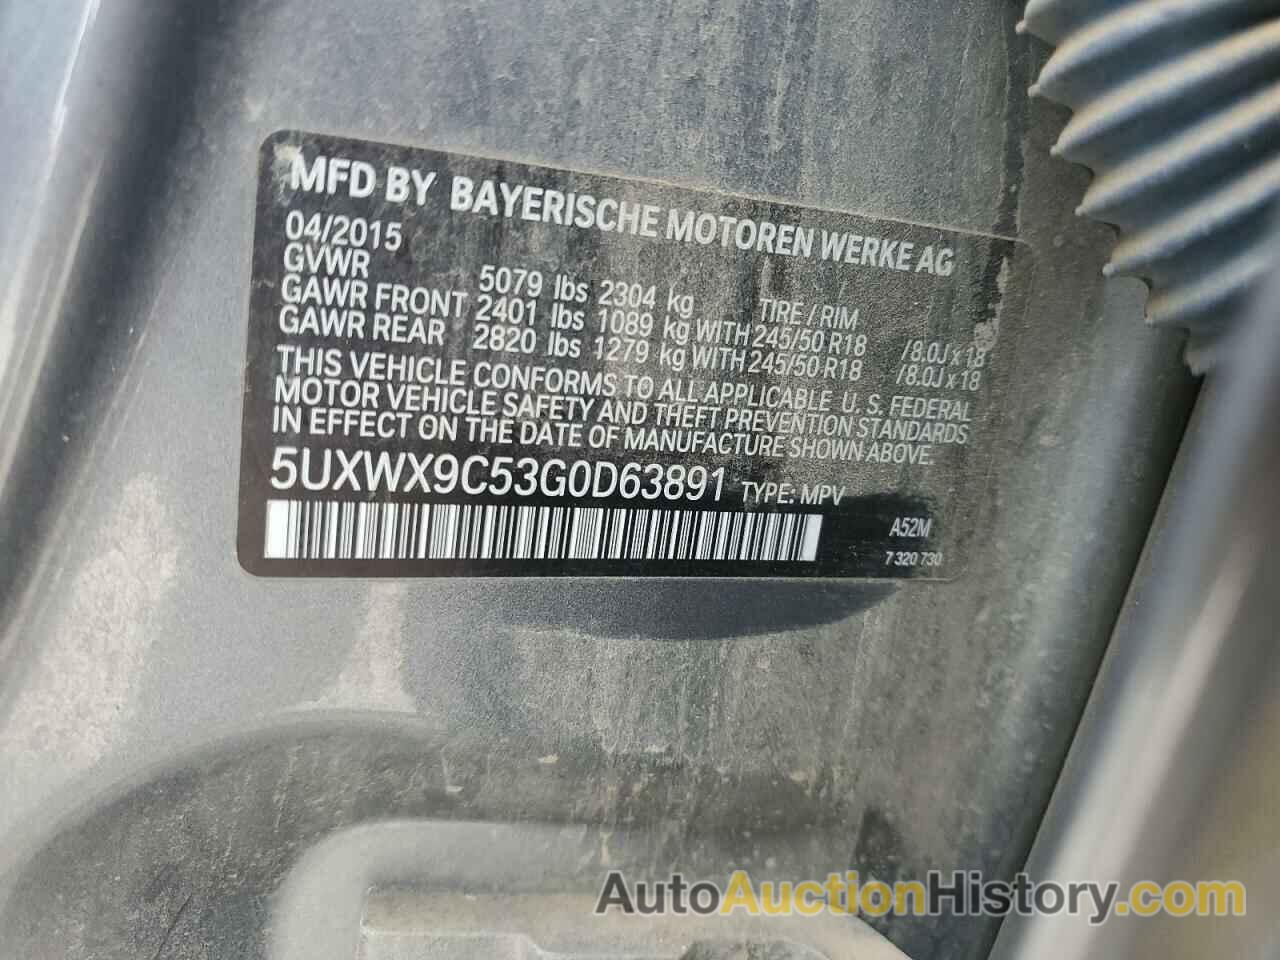 MFD BY BAYERISCHE MOTOREN WERKE AG
04/2015
GVWR 5079 lbs 2304 kg TIRE / RIM
GAWR FRONT 2401 lbs 1089 kg WITH 245/50 R18 /8.0J x 18
GAWR REAR 2820 lbs 1279 kg WITH 245/50 R18 /8.0J x 18
THIS VEHICLE CONFORMS TO ALL APPLICABLE U. S. FEDERAL
MOTOR VEHICLE SAFETY AND THEFT PREVENTION STANDARDS
IN EFFECT ON THE DATE OF MANUFACTURE SHOWN ABOVE.
5UXWX9C53G0D63891 TYPE: MPV
A52M
7 320 730
AutoAuctionHistory.com